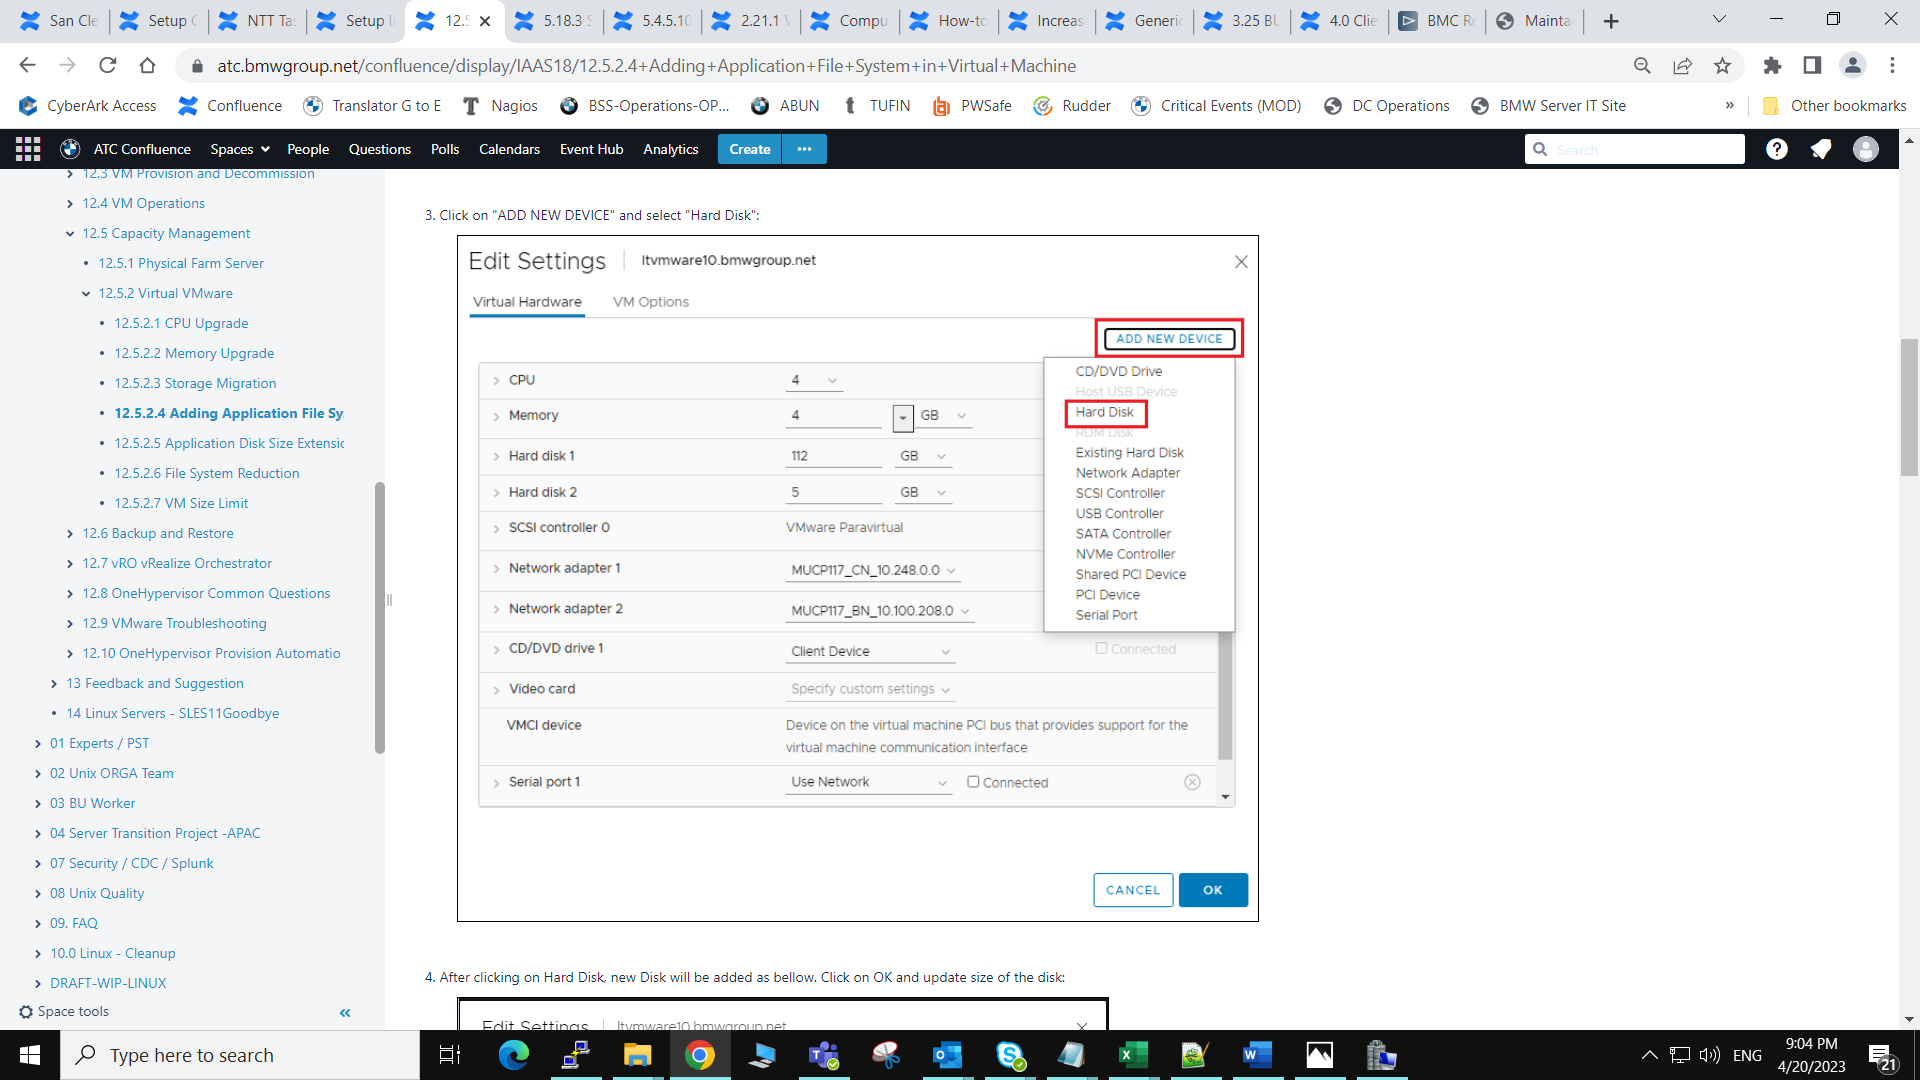 San Cle
Setup
NTT Tas
Setup In
12.5
5.18.3
5.4.5.10
2.21.1
Compu
How-to
Increas
Generic
3.25 BU
4.0 Clie
BMC Re
Mainta
atc.bmwgroup.net/confluence/display/IAAS18/12.5.2.4+Adding+Application+File+System+in+Virtual+Machine
CyberArk Access
Confluence
Translator G to E
Nagios
BSS-Operations-OP...
ABUN
TUFIN
PWSafe
Rudder
Critical Events (MOD)
DC Operations
BMW Server IT Site
»
Other bookmarks
ATC Confluence
Spaces
People
Questions
Polls
Calendars
Event Hub
Analytics
Create
···
Search
12.3 VM Provision and Decommission
12.4 VM Operations
12.5 Capacity Management
12.5.1 Physical Farm Server
12.5.2 Virtual VMware
12.5.2.1 CPU Upgrade
12.5.2.2 Memory Upgrade
12.5.2.3 Storage Migration
12.5.2.4 Adding Application File Sy
12.5.2.5 Application Disk Size Extensic
12.5.2.6 File System Reduction
12.5.2.7 VM Size Limit
12.6 Backup and Restore
12.7 vRO vRealize Orchestrator
12.8 OneHypervisor Common Questions
12.9 VMware Troubleshooting
12.10 OneHypervisor Provision Automatio
13 Feedback and Suggestion
14 Linux Servers - SLES11Goodbye
01 Experts / PST
02 Unix ORGA Team
03 BU Worker
04 Server Transition Project -APAC
07 Security / CDC / Splunk
08 Unix Quality
09. FAQ
10.0 Linux - Cleanup
DRAFT-WIP-LINUX
Space tools
«
3. Click on "ADD NEW DEVICE" and select "Hard Disk":
Edit Settings
ltvmware10.bmwgroup.net
Virtual Hardware
VM Options
ADD NEW DEVICE
CD/DVD Drive
Host USB Device
Hard Disk
RDM Disk
Existing Hard Disk
Network Adapter
SCSI Controller
USB Controller
SATA Controller
NVMe Controller
Shared PCI Device
PCI Device
Serial Port
CPU
4
Memory
4
GB
Hard disk 1
112
GB
Hard disk 2
5
GB
SCSI controller 0
VMware Paravirtual
Network adapter 1
MUCP117_CN_10.248.0.0
Network adapter 2
MUCP117_BN_10.100.208.0
CD/DVD drive 1
Client Device
Connected
Video card
Specify custom settings
VMCI device
Device on the virtual machine PCI bus that provides support for the
virtual machine communication interface
Serial port 1
Use Network
Connected
CANCEL
OK
4. After clicking on Hard Disk, new Disk will be added as bellow. Click on OK and update size of the disk:
Edit Settings
ltvmware10.bmwgroup.net
Type here to search
ENG
9:04 PM
4/20/2023
21